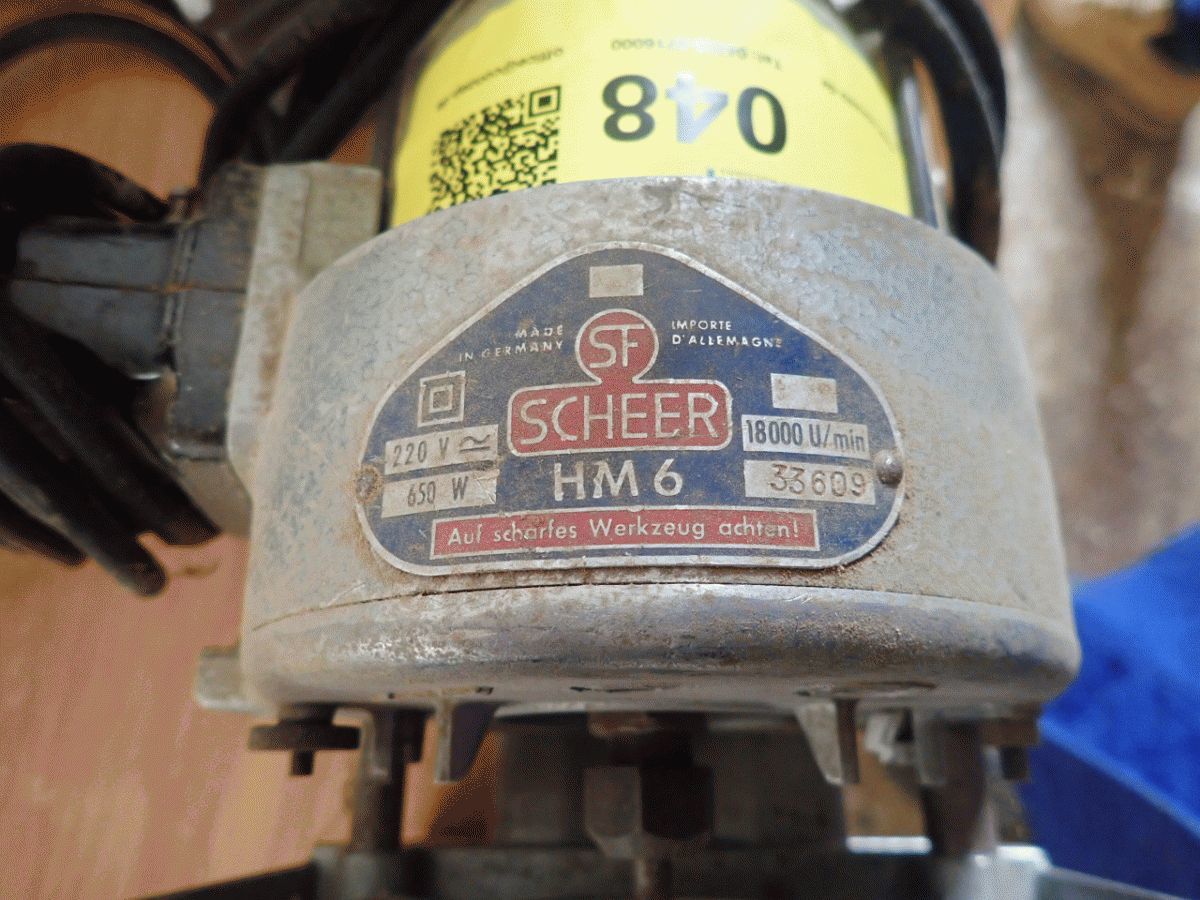 048
MADE
IN GERMANY
SF
IMPORTE
D'ALLEMAGNE
SCHEER
220 V
650 W
18000 U/min
33609
HM 6
Auf scharfes Werkzeug achten!